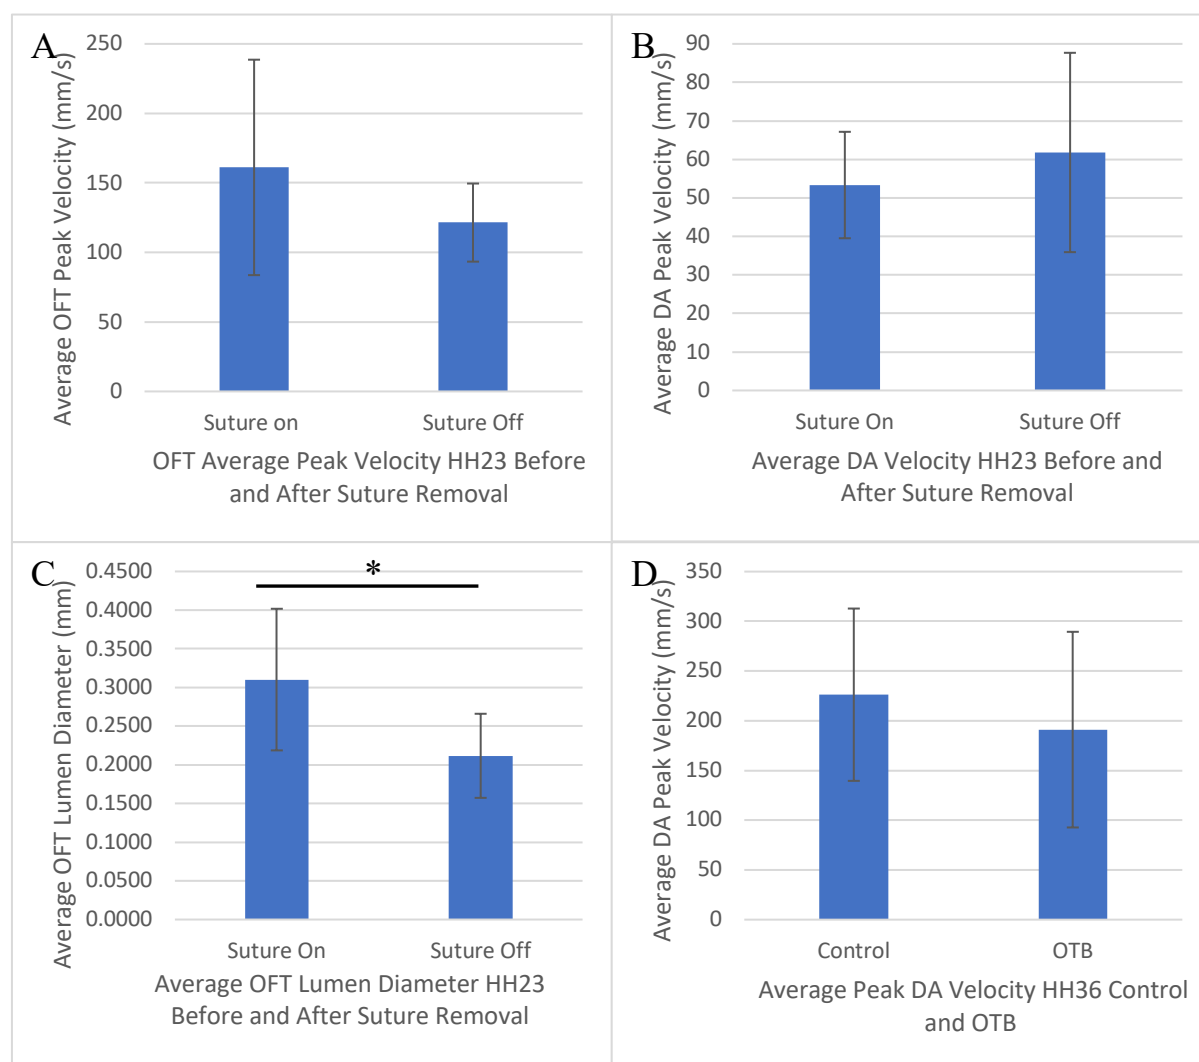 A
Average OFT Peak Velocity (mm/s)
250
200
150
100
50
0
Suture on
Suture Off
OFT Average Peak Velocity HH23 Before
and After Suture Removal
B
Average DA Peak Velocity (mm/s)
90
80
70
60
50
40
30
20
10
0
Suture On
Suture Off
Average DA Velocity HH23 Before and
After Suture Removal
C
Average OFT Lumen Diameter (mm)
0.4500
0.4000
0.3500
0.3000
0.2500
0.2000
0.1500
0.1000
0.0500
0.0000
*
Suture On
Suture Off
Average OFT Lumen Diameter HH23
Before and After Suture Removal
D
Average DA Peak Velocity (mm/s)
350
300
250
200
150
100
50
0
Control
OTB
Average Peak DA Velocity HH36 Control
and OTB